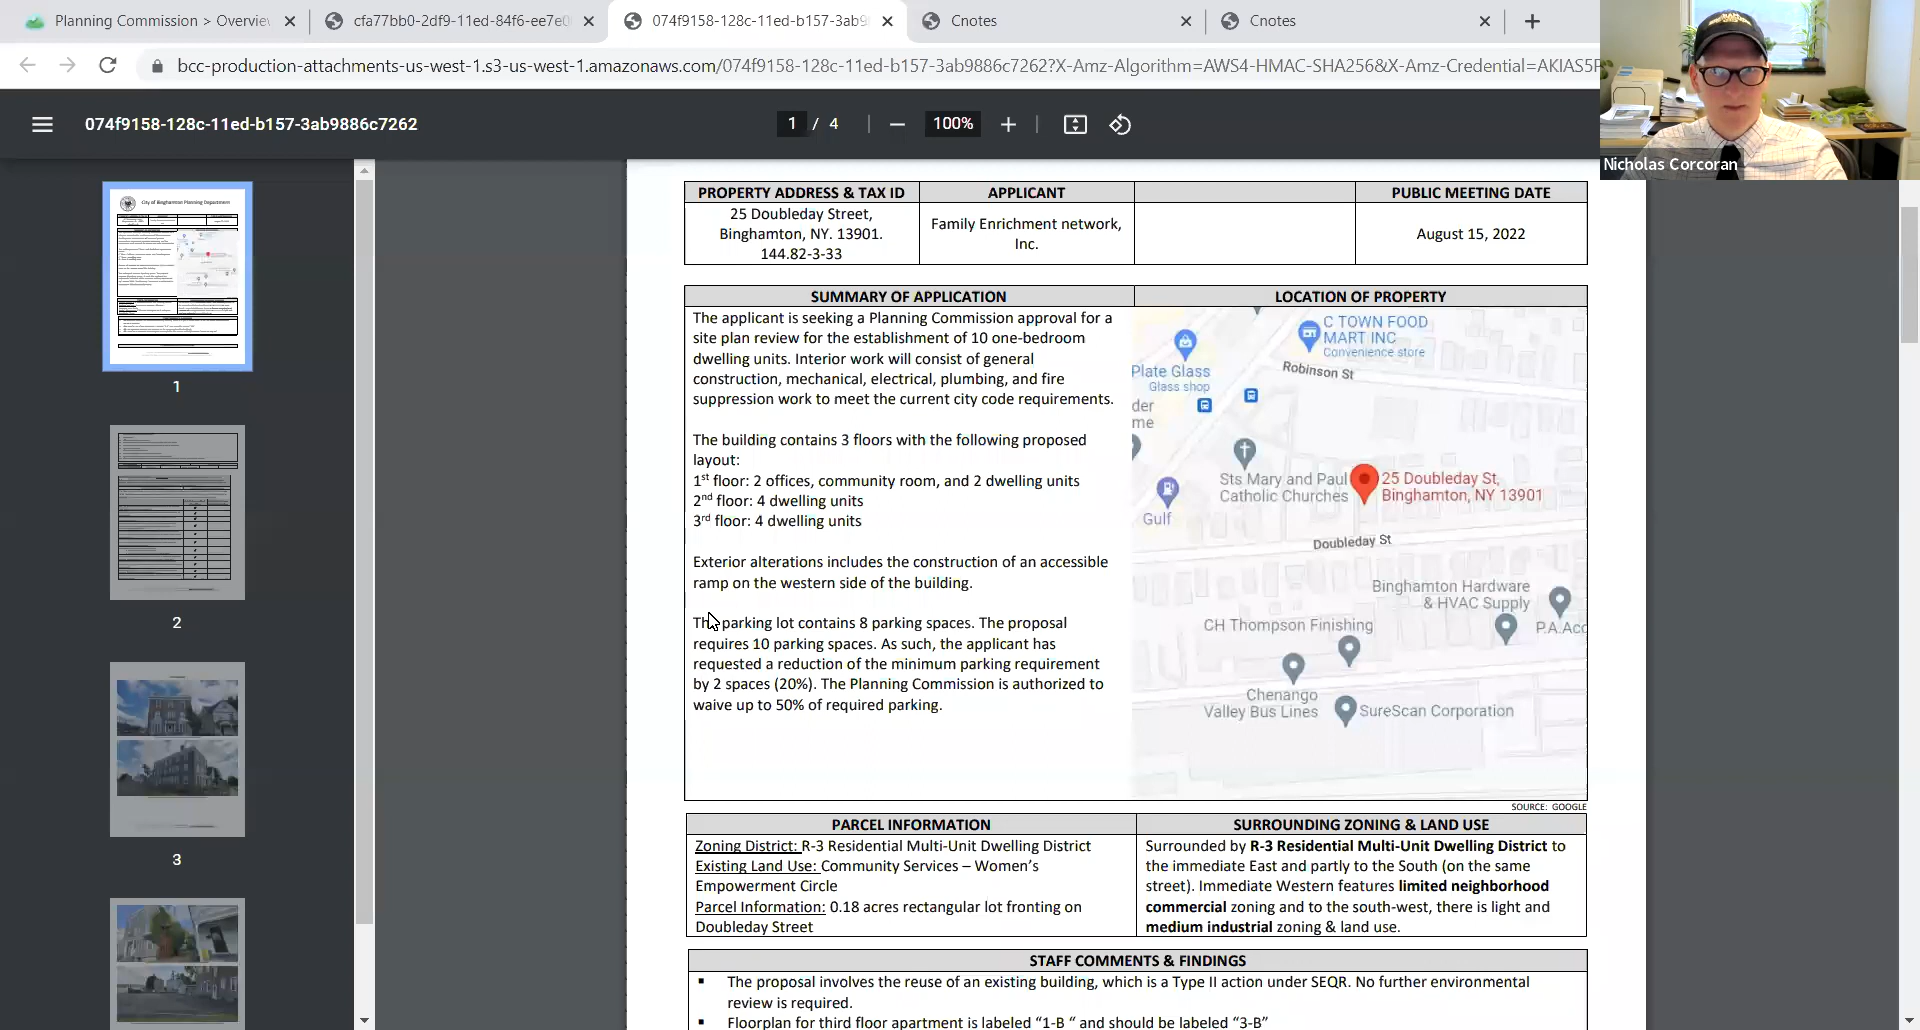 Planning Commission > Overvie
cfa77bb0-2df9-11ed-84f6-ee7e0
074f9158-128c-11ed-b157-3ab9
Cnotes
Cnotes
bcc-production-attachments-us-west-1.s3-us-west-1.amazonaws.com/074f9158-128c-11ed-b157-3ab9886c7262?X-Amz-Algorithm=AWS4-HMAC-SHA256&X-Amz-Credential=AKIAS5F
Nicholas Corcoran
074f9158-128c-11ed-b157-3ab9886c7262
1 / 4
100%
City of Binghamton Planning Department
1
2
3
PROPERTY ADDRESS & TAX ID
APPLICANT
PUBLIC MEETING DATE
25 Doubleday Street,
Binghamton, NY. 13901.
144.82-3-33
Family Enrichment network,
Inc.
August 15, 2022
SUMMARY OF APPLICATION
The applicant is seeking a Planning Commission approval for a
site plan review for the establishment of 10 one-bedroom
dwelling units. Interior work will consist of general
construction, mechanical, electrical, plumbing, and fire
suppression work to meet the current city code requirements.
The building contains 3 floors with the following proposed
layout:
1st floor: 2 offices, community room, and 2 dwelling units
2nd floor: 4 dwelling units
3rd floor: 4 dwelling units
Exterior alterations includes the construction of an accessible
ramp on the western side of the building.
The parking lot contains 8 parking spaces. The proposal
requires 10 parking spaces. As such, the applicant has
requested a reduction of the minimum parking requirement
by 2 spaces (20%). The Planning Commission is authorized to
waive up to 50% of required parking.
LOCATION OF PROPERTY
C TOWN FOOD
MART INC
Convenience store
Plate Glass
Glass shop
Robinson St
der
me
Sts Mary and Paul
Catholic Churches
25 Doubleday St,
Binghamton, NY 13901
Gulf
Doubleday St
Binghamton Hardware
& HVAC Supply
P.A.Acc
CH Thompson Finishing
Chenango
Valley Bus Lines
SureScan Corporation
SOURCE: GOOGLE
PARCEL INFORMATION
Zoning District: R-3 Residential Multi-Unit Dwelling District
Existing Land Use: Community Services – Women's
Empowerment Circle
Parcel Information: 0.18 acres rectangular lot fronting on
Doubleday Street
SURROUNDING ZONING & LAND USE
Surrounded by R-3 Residential Multi-Unit Dwelling District to
the immediate East and partly to the South (on the same
street). Immediate Western features limited neighborhood
commercial zoning and to the south-west, there is light and
medium industrial zoning & land use.
STAFF COMMENTS & FINDINGS
▪ The proposal involves the reuse of an existing building, which is a Type II action under SEQR. No further environmental
review is required.
▪ Floorplan for third floor apartment is labeled “1-B “ and should be labeled “3-B”